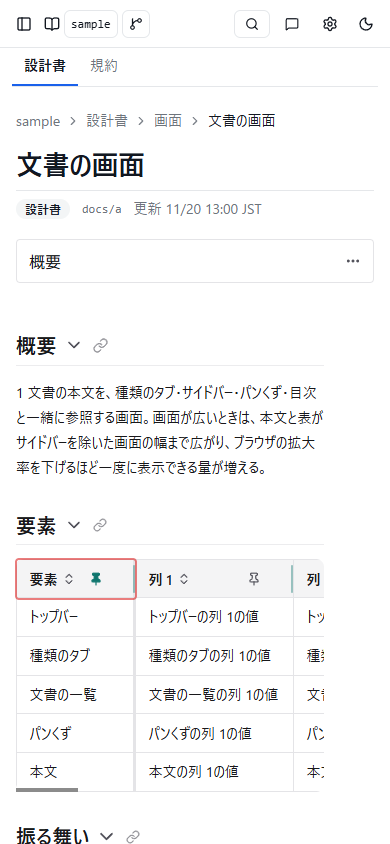 sample
設計書 規約
sample > 設計書 > 画面 > 文書の画面
文書の画面
設計書 docs/a 更新 11/20 13:00 JST
概要 ···
概要
1 文書の本文を、種類のタブ・サイドバー・パンくず・目次
と一緒に参照する画面。画面が広いときは、本文と表が
サイドバーを除いた画面の幅まで広がり、ブラウザの拡大
率を下げるほど一度に表示できる量が増える。
要素
要素 列 1 列
トップバー トップバーの列 1の値
種類のタブ 種類のタブの列 1の値
文書の一覧 文書の一覧の列 1の値
パンくず パンくずの列 1の値
本文 本文の列 1の値
振る舞い